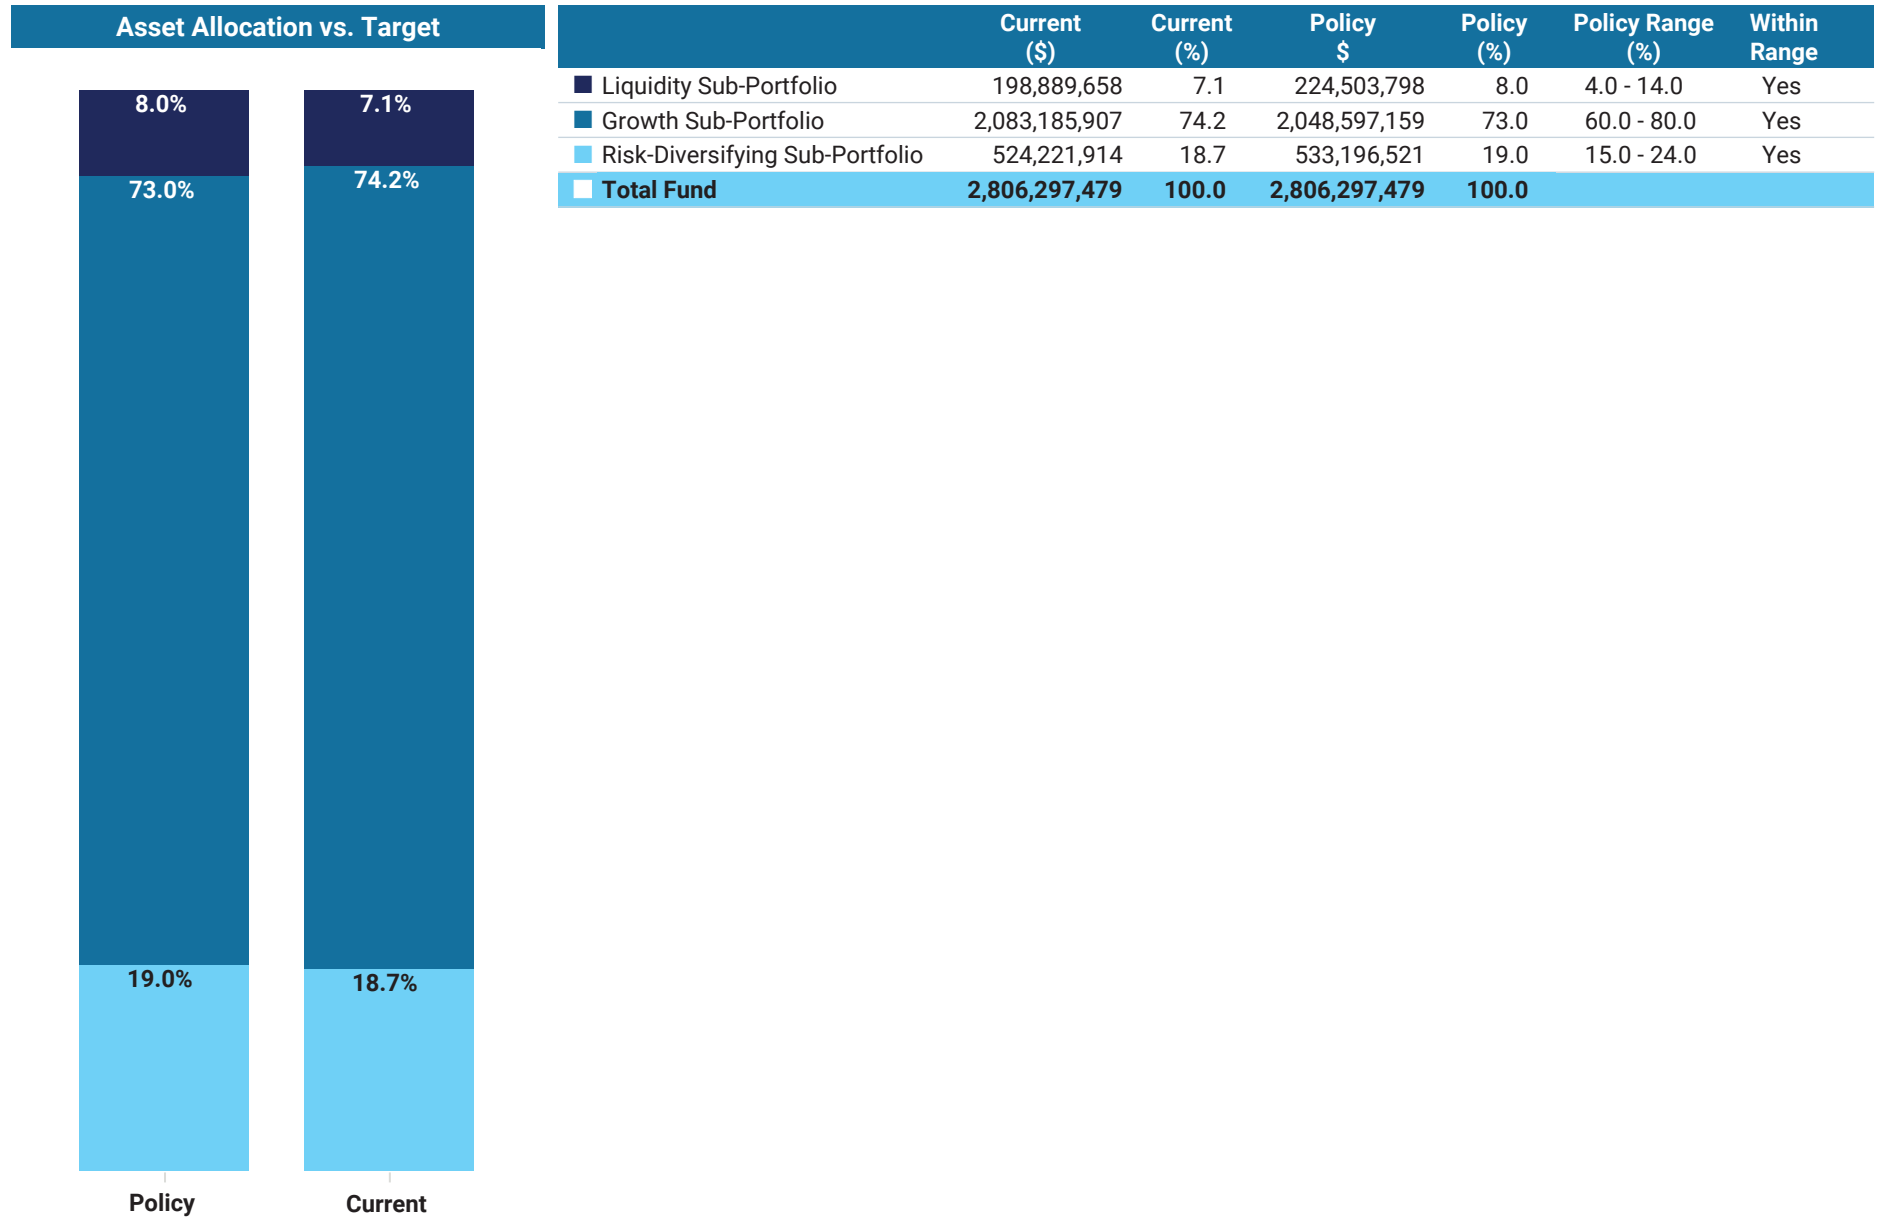 Asset Allocation vs. Target
8.0%
7.1%
73.0%
74.2%
19.0%
18.7%
Policy
Current
Current Current Policy Policy Policy Range Within
($) (%) $ (%) (%) Range
Liquidity Sub-Portfolio 198,889,658 7.1 224,503,798 8.0 4.0 - 14.0 Yes
Growth Sub-Portfolio 2,083,185,907 74.2 2,048,597,159 73.0 60.0 - 80.0 Yes
Risk-Diversifying Sub-Portfolio 524,221,914 18.7 533,196,521 19.0 15.0 - 24.0 Yes
Total Fund 2,806,297,479 100.0 2,806,297,479 100.0